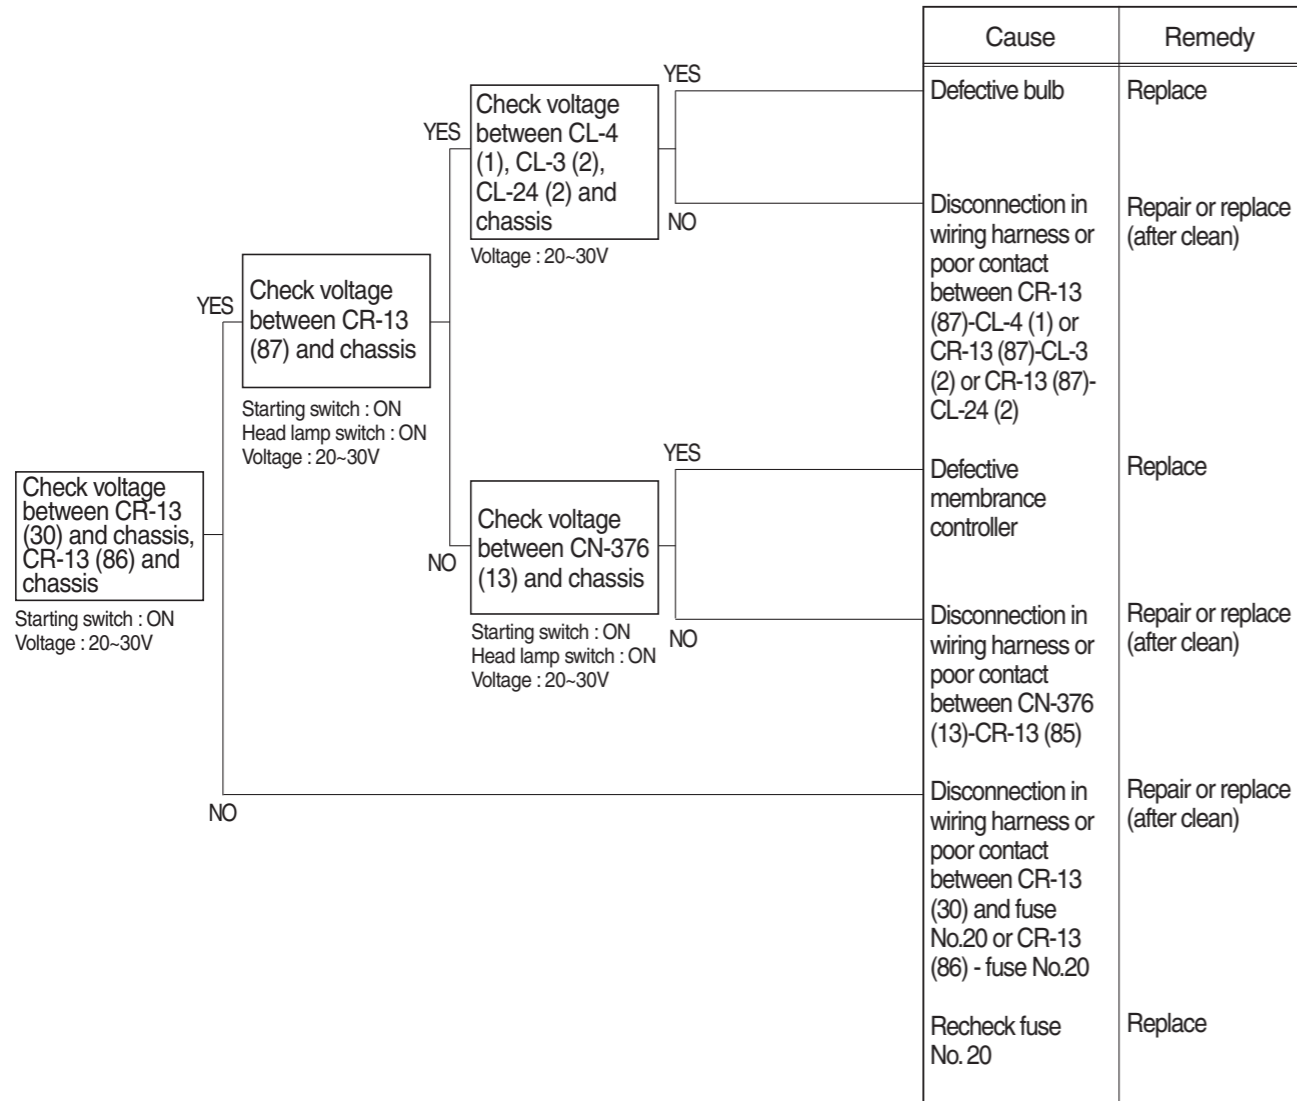 Cause
Remedy
YES
Defective bulb
Replace
Check voltage
between CL-4
(1), CL-3 (2),
CL-24 (2) and
chassis
YES
NO
Voltage : 20~30V
Disconnection in
wiring harness or
poor contact
between CR-13
(87)-CL-4 (1) or
CR-13 (87)-CL-3
(2) or CR-13 (87)-
CL-24 (2)
Repair or replace
(after clean)
YES
Check voltage
between CR-13
(87) and chassis
Starting switch : ON
Head lamp switch : ON
Voltage : 20~30V
YES
Defective
membrance
controller
Replace
Check voltage
between CR-13
(30) and chassis,
CR-13 (86) and
chassis
Starting switch : ON
Voltage : 20~30V
NO
Check voltage
between CN-376
(13) and chassis
Starting switch : ON
Head lamp switch : ON
Voltage : 20~30V
NO
Disconnection in
wiring harness or
poor contact
between CN-376
(13)-CR-13 (85)
Repair or replace
(after clean)
NO
Disconnection in
wiring harness or
poor contact
between CR-13
(30) and fuse
No.20 or CR-13
(86) - fuse No.20
Repair or replace
(after clean)
Recheck fuse
No. 20
Replace